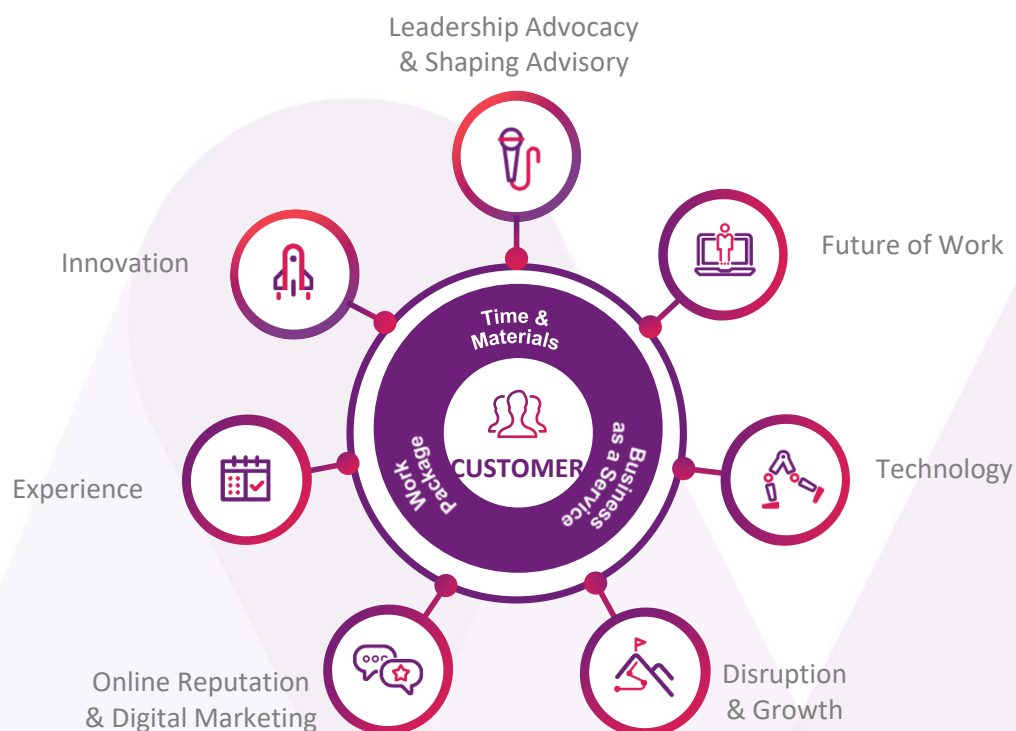 Leadership Advocacy
& Shaping Advisory
Innovation
Future of Work
Time &
Materials
CUSTOMER
Work
Package
Business
as a Service
Experience
Technology
Online Reputation
& Digital Marketing
Disruption
& Growth